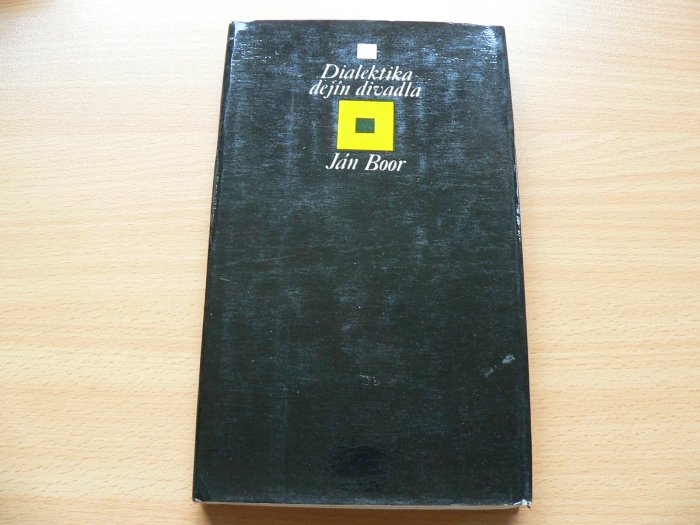 Dialektika
dejín divadla
Ján Boor